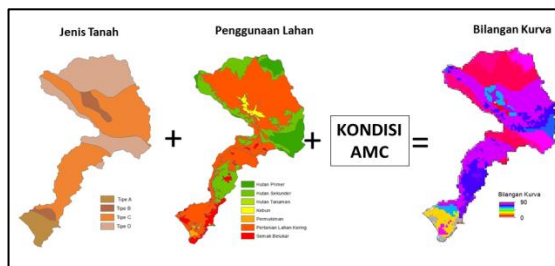 Jenis Tanah
Penggunaan Lahan
Bilangan Kurva
+
+
KONDISI
AMC
=
Tipe A
Tipe B
Tipe C
Tipe D
Hutan Primer
Hutan Sekunder
Hutan Tanaman
Kebun
Permukiman
Pertanian Lahan Kering
Semak Belukar
Bilangan Kurva
90
0